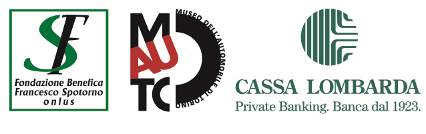 SF
Fondazione Benefica
Francesco Spotorno
onlus
MAUTO
MUSEO DELL'AUTOMOBILE DI TORINO
CASSA LOMBARDA
Private Banking. Banca dal 1923.